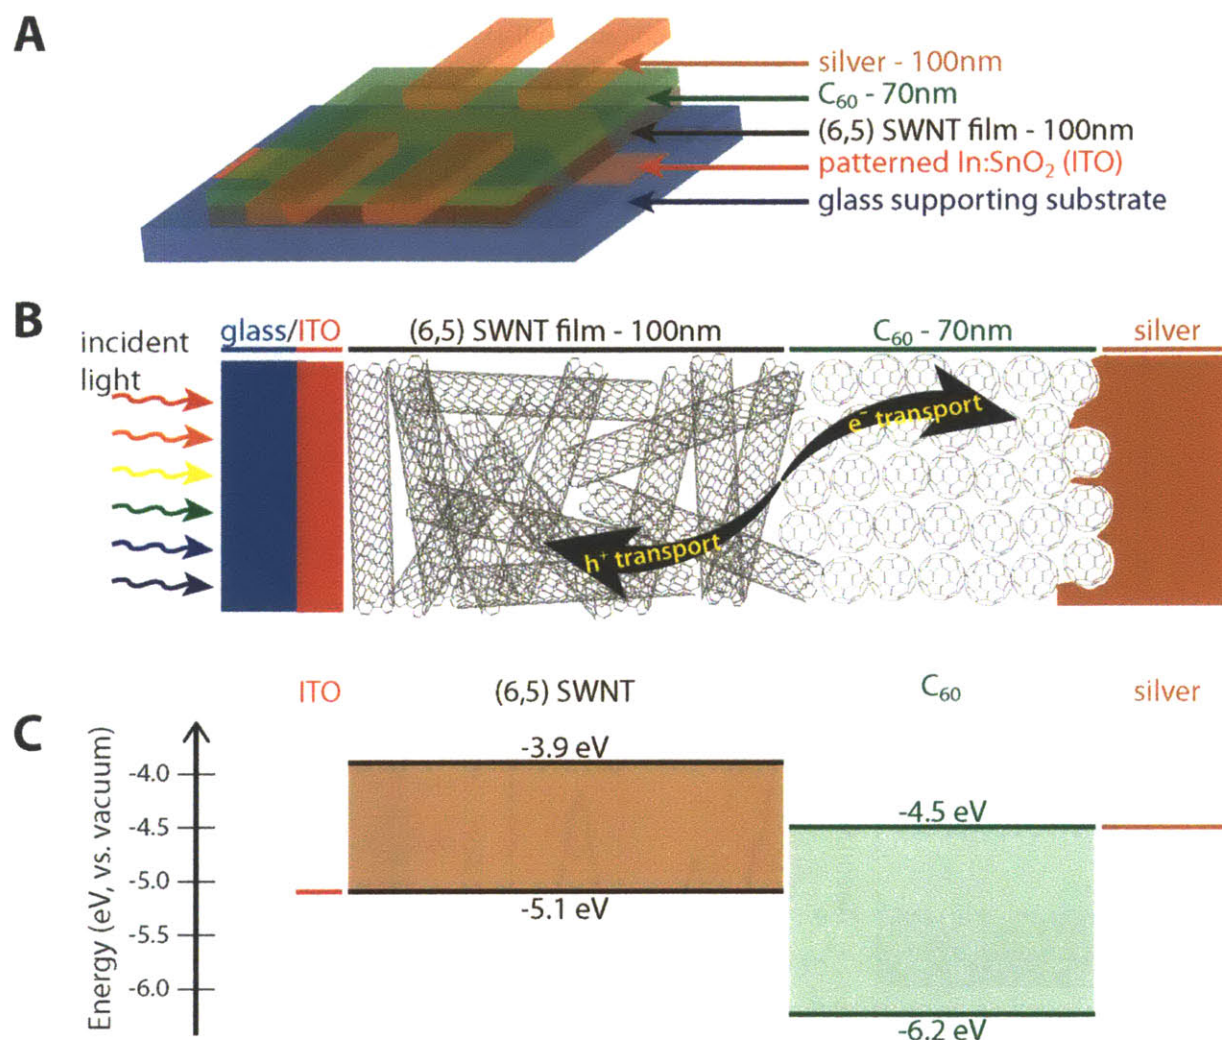 A
silver - 100nm
C₆₀ - 70nm
(6,5) SWNT film - 100nm
patterned In:SnO₂ (ITO)
glass supporting substrate
B
incident
light
glass/ITO
(6,5) SWNT film - 100nm
C₆₀ - 70nm
silver
e⁻ transport
h⁺ transport
ITO
(6,5) SWNT
C₆₀
silver
C
Energy (eV, vs. vacuum)
-4.0
-4.5
-5.0
-5.5
-6.0
-3.9 eV
-5.1 eV
-4.5 eV
-6.2 eV